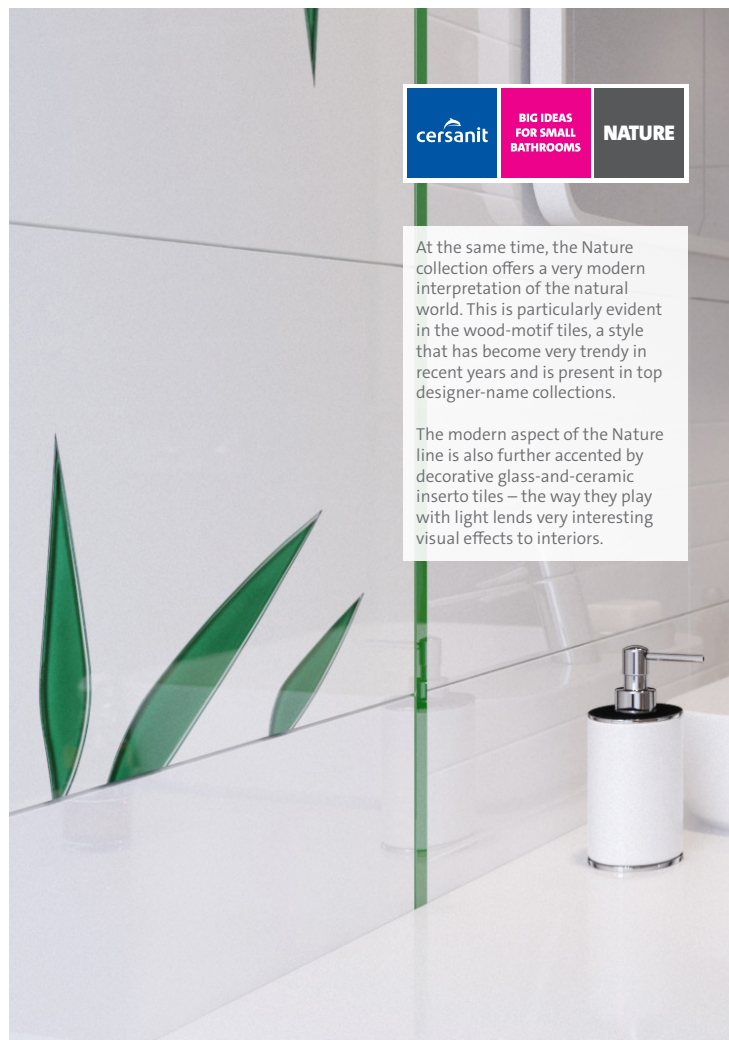 cersanit
BIG IDEAS
FOR SMALL
BATHROOMS
NATURE
At the same time, the Nature
collection offers a very modern
interpretation of the natural
world. This is particularly evident
in the wood-motif tiles, a style
that has become very trendy in
recent years and is present in top
designer-name collections.
The modern aspect of the Nature
line is also further accented by
decorative glass-and-ceramic
inserto tiles – the way they play
with light lends very interesting
visual effects to interiors.